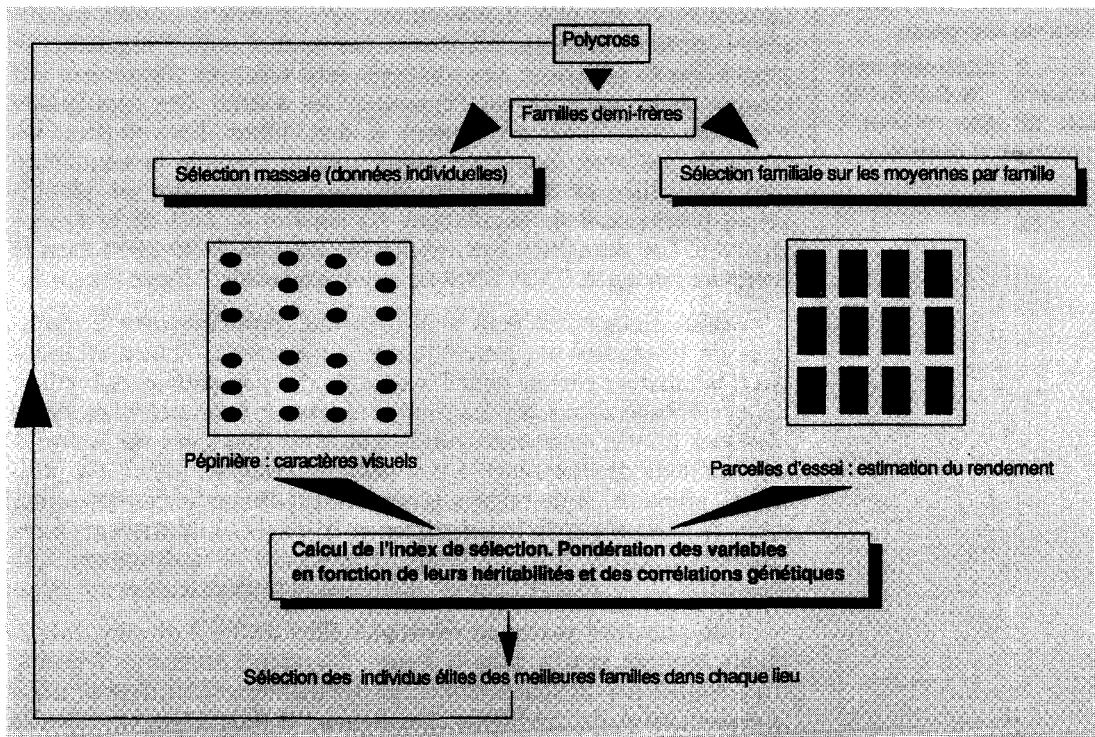 Polycross
Familles demi-frères
Sélection massale (données individuelles)
Sélection familiale sur les moyennes par famille
Pépinière : caractères visuels
Parcelles d'essai : estimation du rendement
Calcul de l'index de sélection. Pondération des variables
en fonction de leurs héritabilités et des corrélations génétiques
Sélection des individus élites des meilleures familles dans chaque lieu